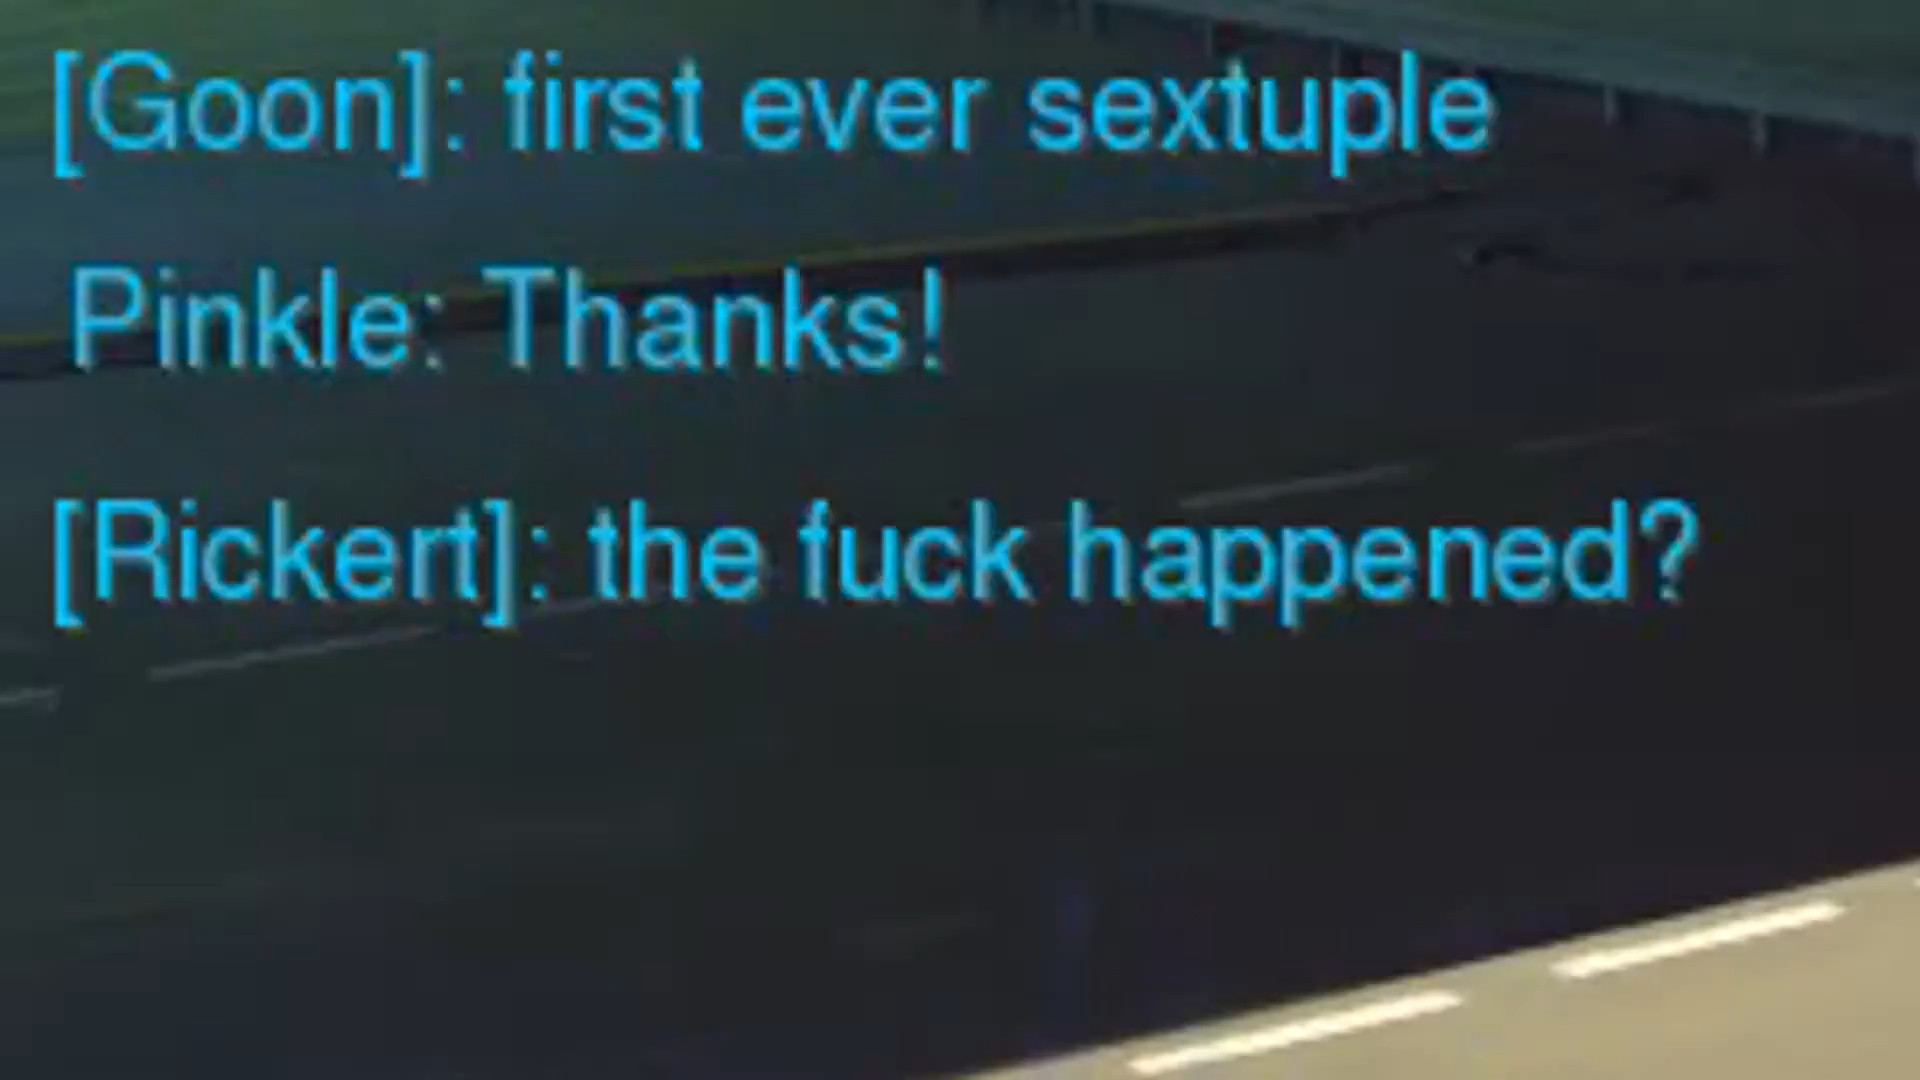 [Goon]: first ever sextuple
Pinkle: Thanks!
[Rickert]: the fuck happened?